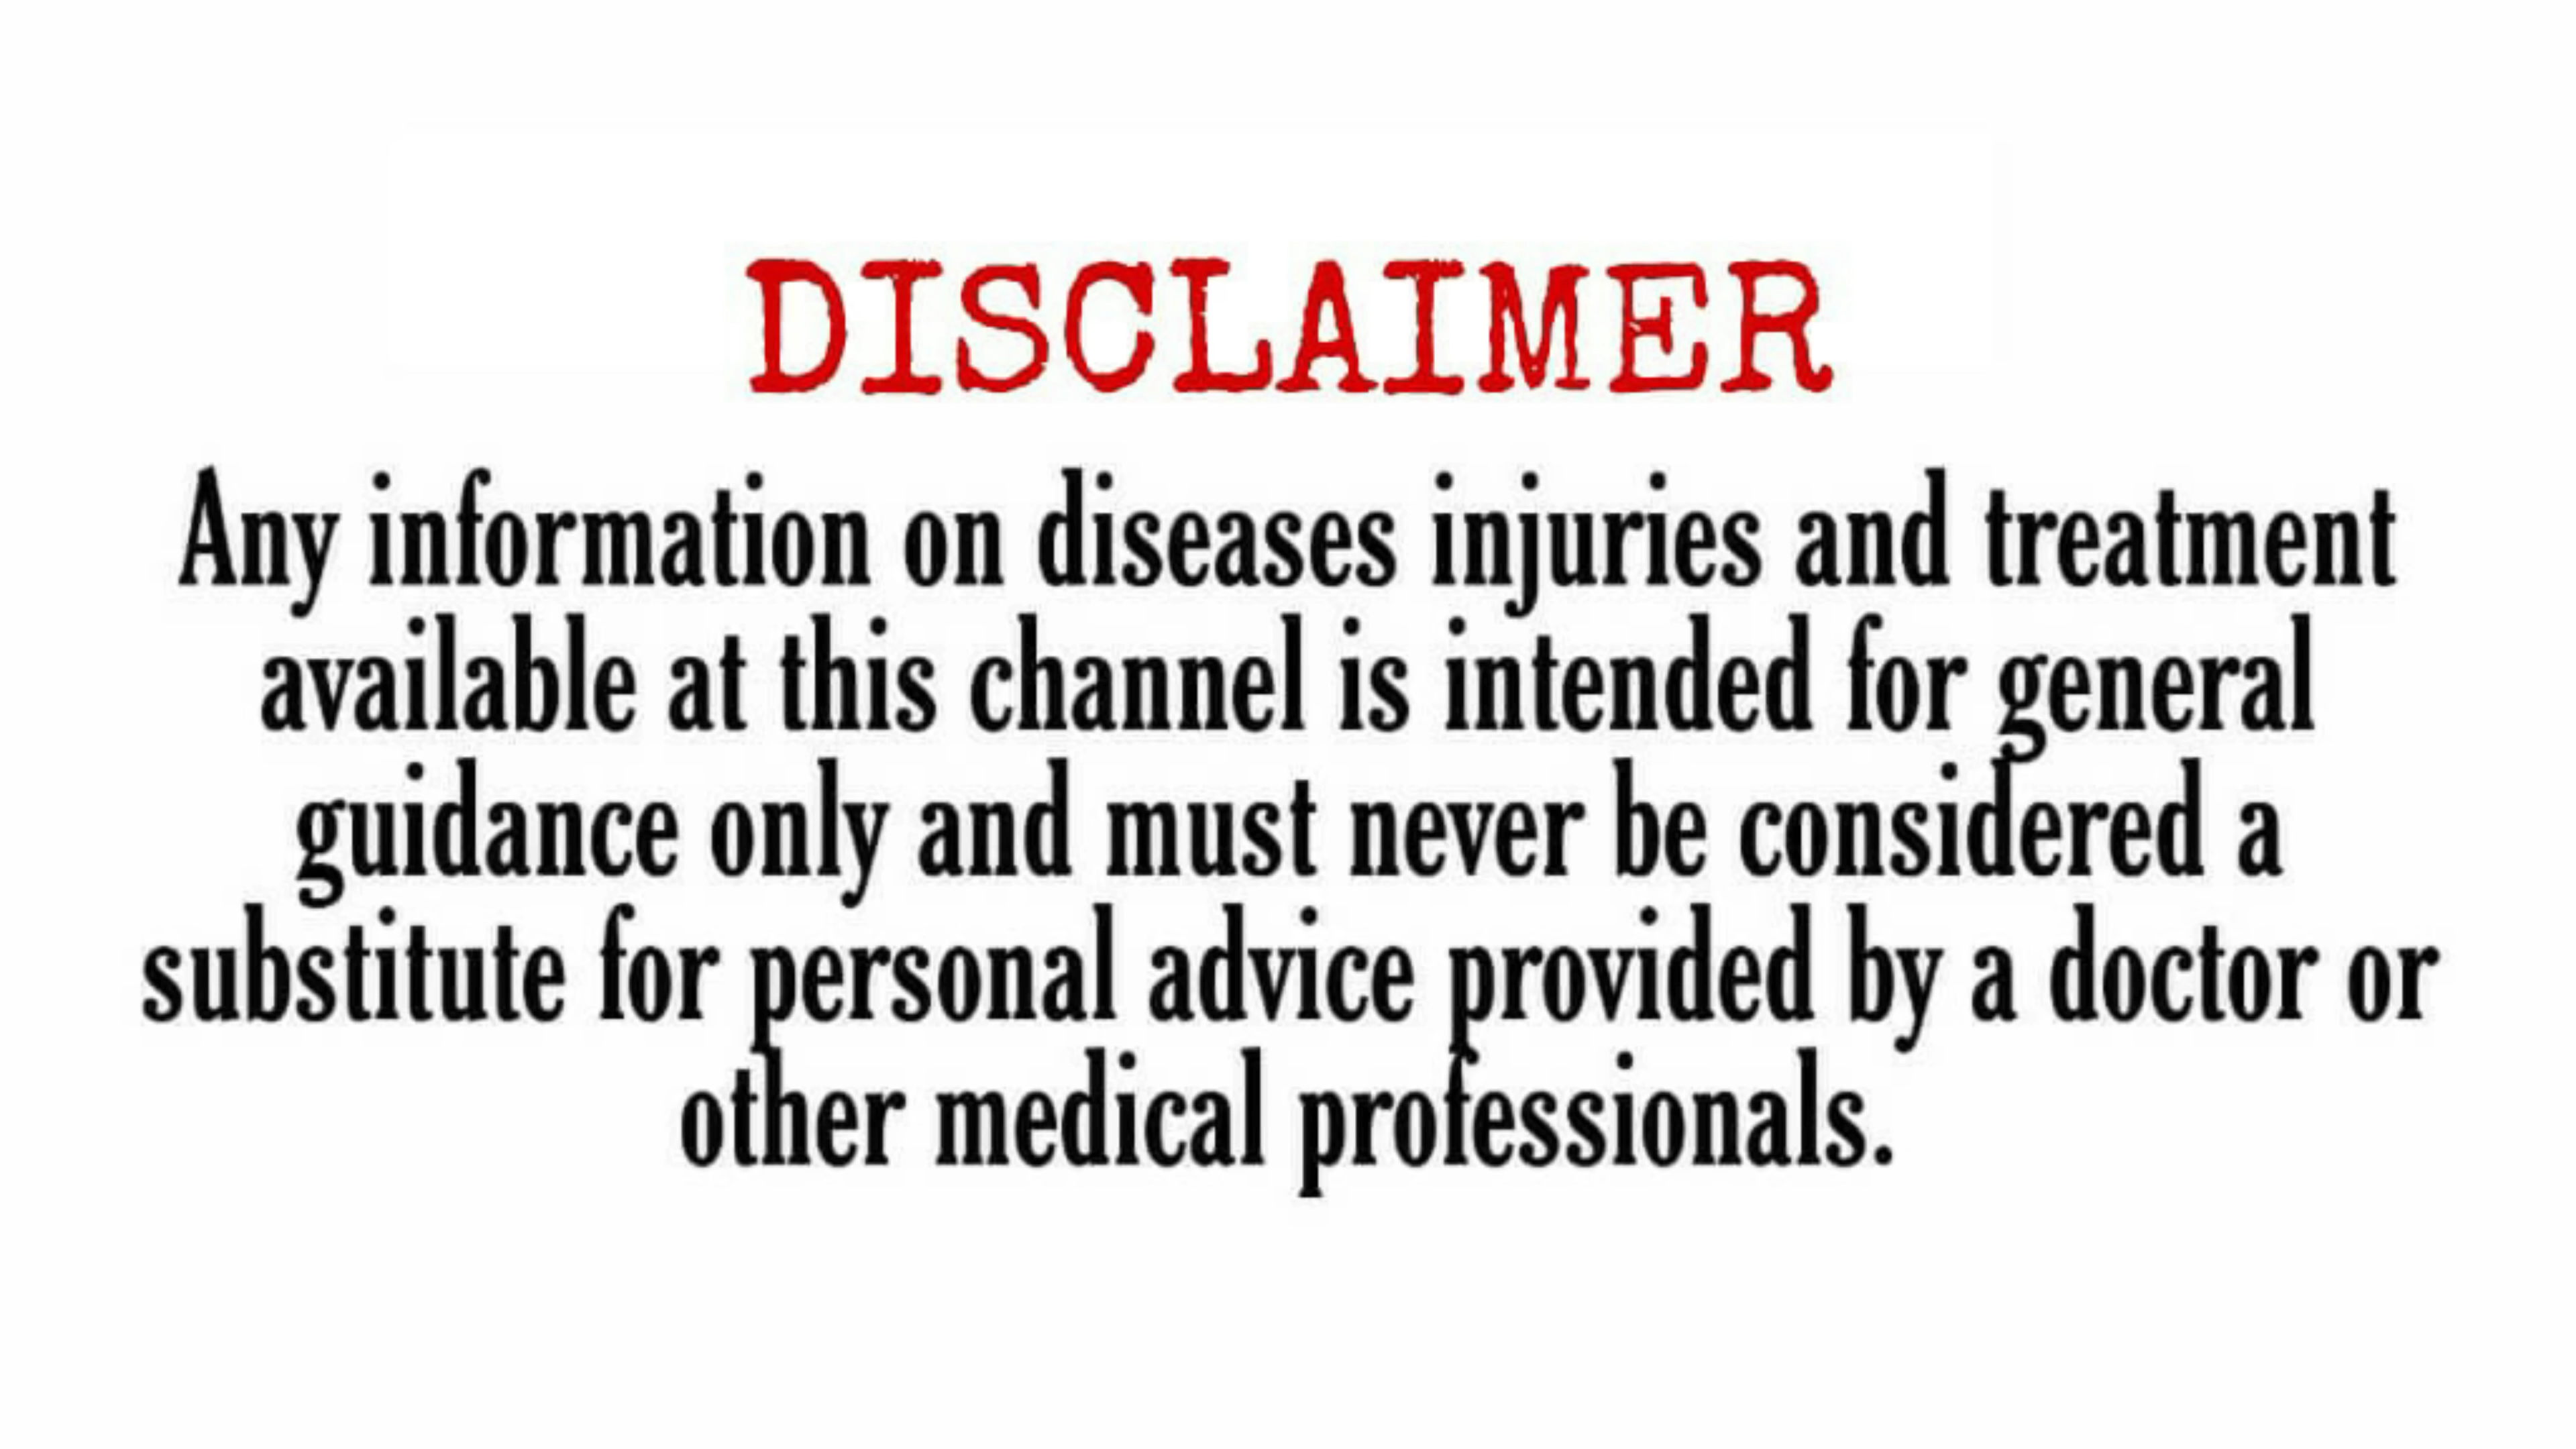 DISCLAIMER
Any information on diseases injuries and treatment
available at this channel is intended for general
guidance only and must never be considered a
substitute for personal advice provided by a doctor or
other medical professionals.